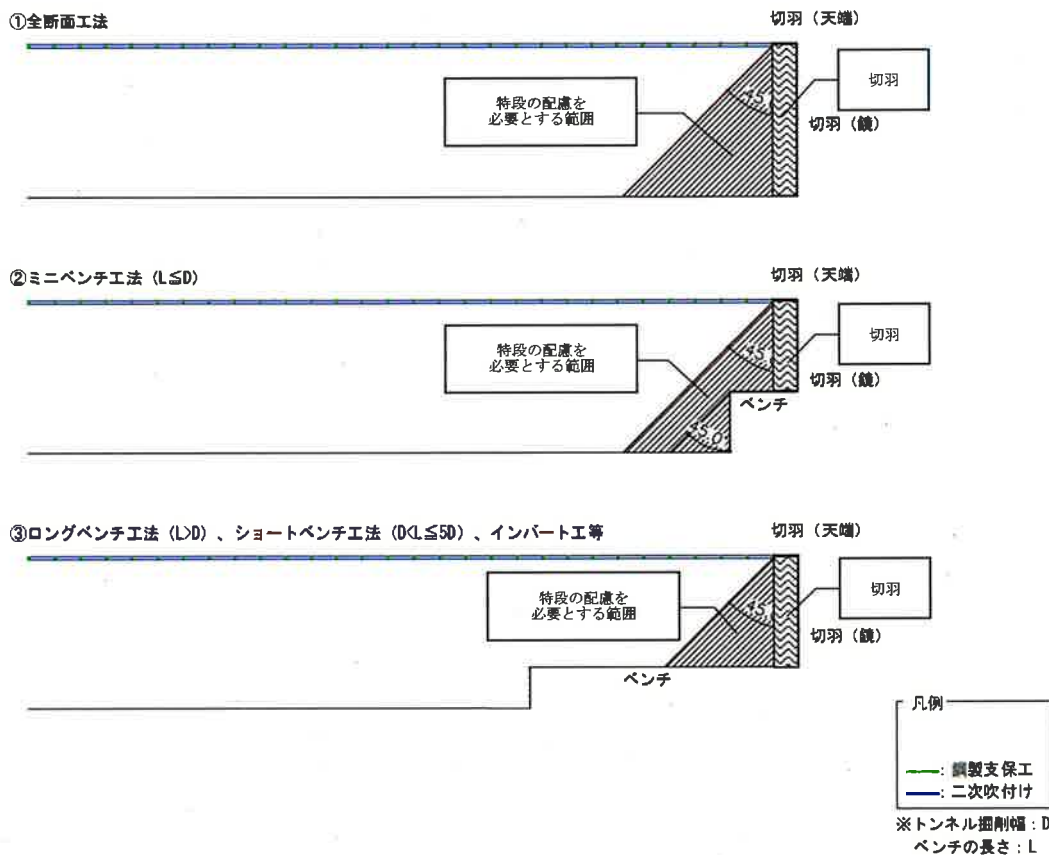 ①全断面工法
切羽（天端）
特段の配慮を
必要とする範囲
45.
切羽
切羽（鏡）
②ミニベンチ工法（L≦D）
切羽（天端）
特段の配慮を
必要とする範囲
45.
切羽
切羽（鏡）
ベンチ
45.0
③ロングベンチ工法（L>D）、ショートベンチ工法（D<L≦5D）、インバート工等
切羽（天端）
特段の配慮を
必要とする範囲
45.
切羽
切羽（鏡）
ベンチ
凡例
：鋼製支保工
：二次吹付け
※トンネル掘削幅：D
ベンチの長さ：L